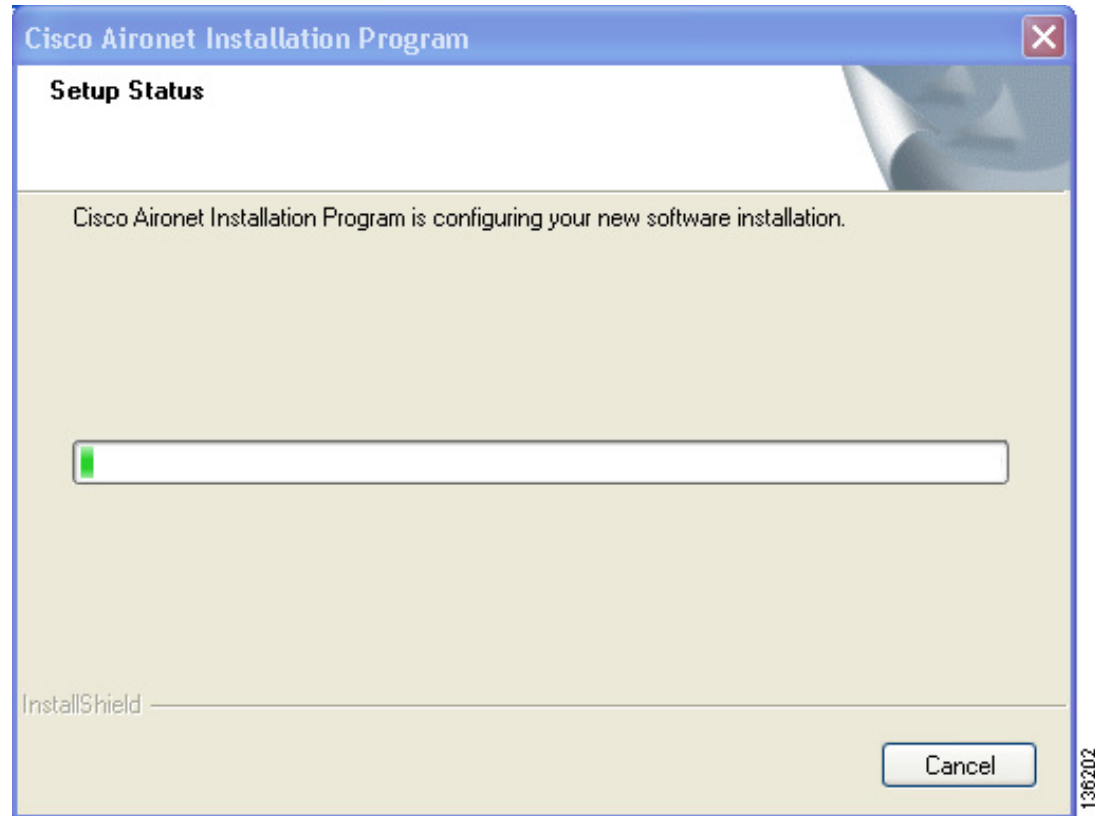 Cisco Aironet Installation Program
Setup Status
Cisco Aironet Installation Program is configuring your new software installation.
InstallShield
Cancel
136202